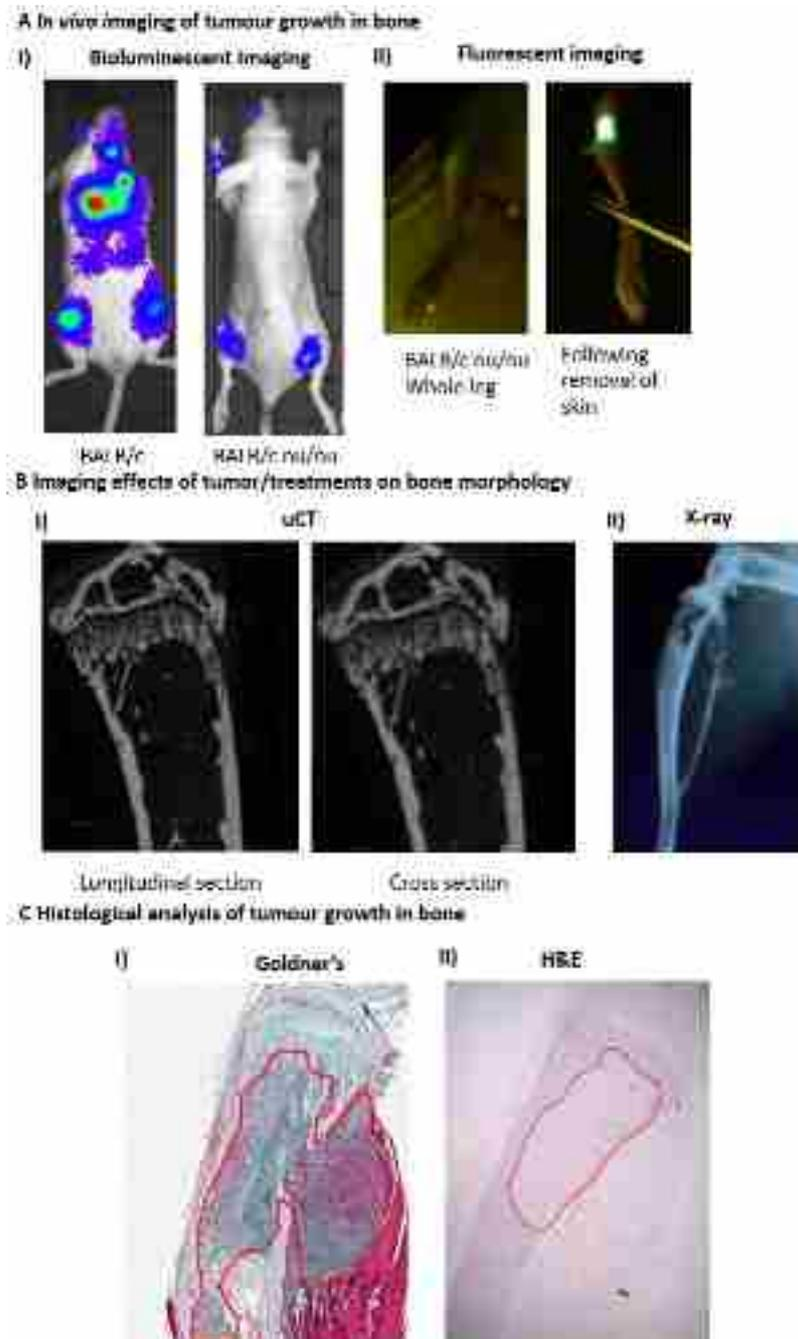 A In vivo imaging of tumour growth in bone
I) Bioluminescent Imaging
II) Fluorescent imaging
BALB/c
BALB/c nu/nu
BALB/c nu/nu
Whole leg
Following
removal of
skin
B Imaging effects of tumor/treatments on bone morphology
I) uCT
II) X-ray
Longitudinal section
Cross section
C Histological analysis of tumour growth in bone
I) Goldner's
II) H&E